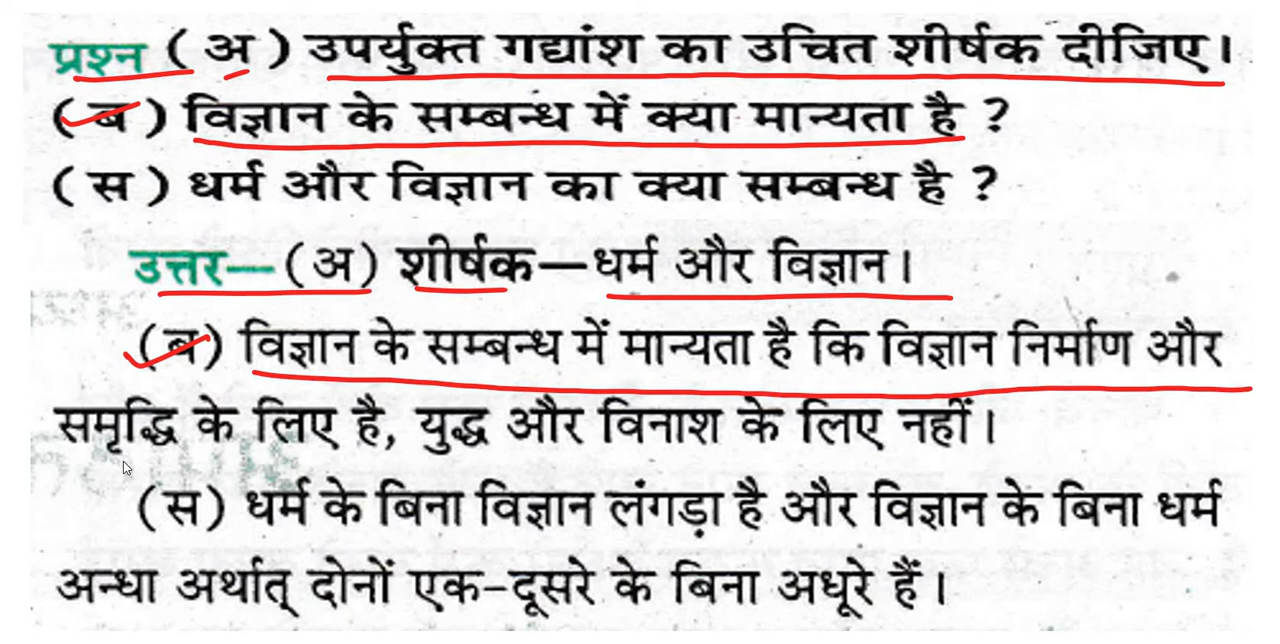 प्रश्न ( अ ) उपर्युक्त गद्यांश का उचित शीर्षक दीजिए।
( ब ) विज्ञान के सम्बन्ध में क्या मान्यता है ?
( स ) धर्म और विज्ञान का क्या सम्बन्ध है ?
उत्तर—( अ ) शीर्षक—धर्म और विज्ञान।
( ब ) विज्ञान के सम्बन्ध में मान्यता है कि विज्ञान निर्माण और
समृद्धि के लिए है, युद्ध और विनाश के लिए नहीं।
( स ) धर्म के बिना विज्ञान लंगड़ा है और विज्ञान के बिना धर्म
अन्धा अर्थात् दोनों एक-दूसरे के बिना अधूरे हैं।